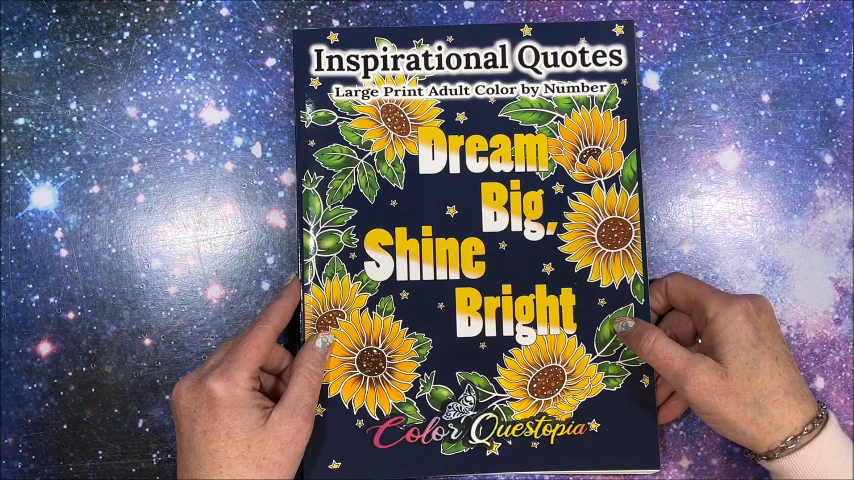 Inspirational Quotes
Large Print Adult Color by Number
Dream
Big,
Shine
Bright
Color Questopia